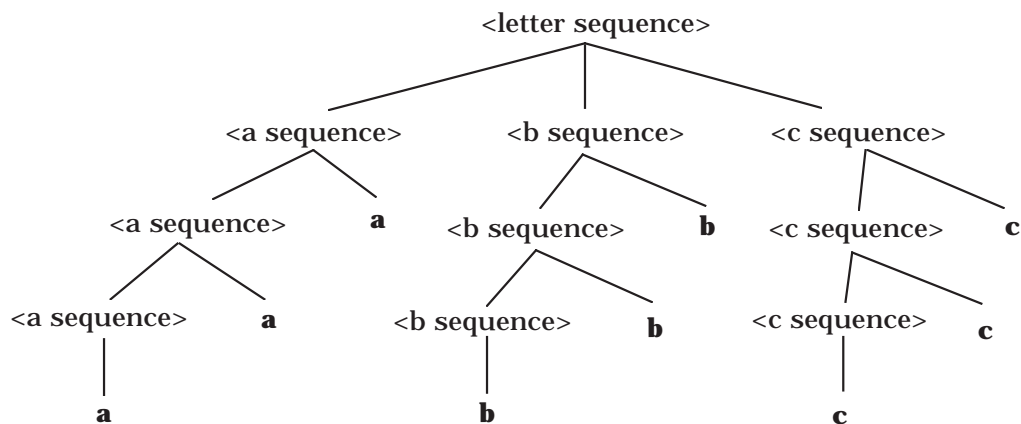 <letter sequence>
<a sequence> <b sequence> <c sequence>
<a sequence> a <b sequence> b <c sequence> c
<a sequence> a <b sequence> b <c sequence> c
a b c